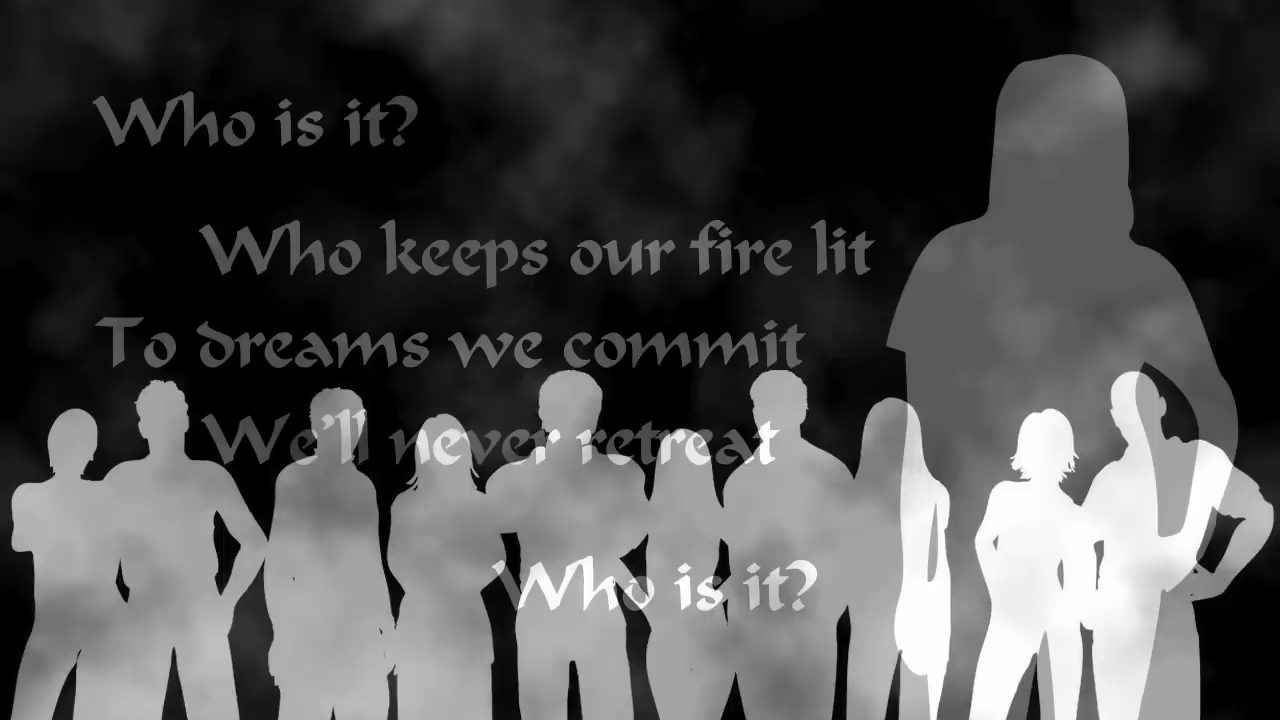 Who is it?
Who keeps our fire lit
To dreams we commit
We'll never retreat
Who is it?